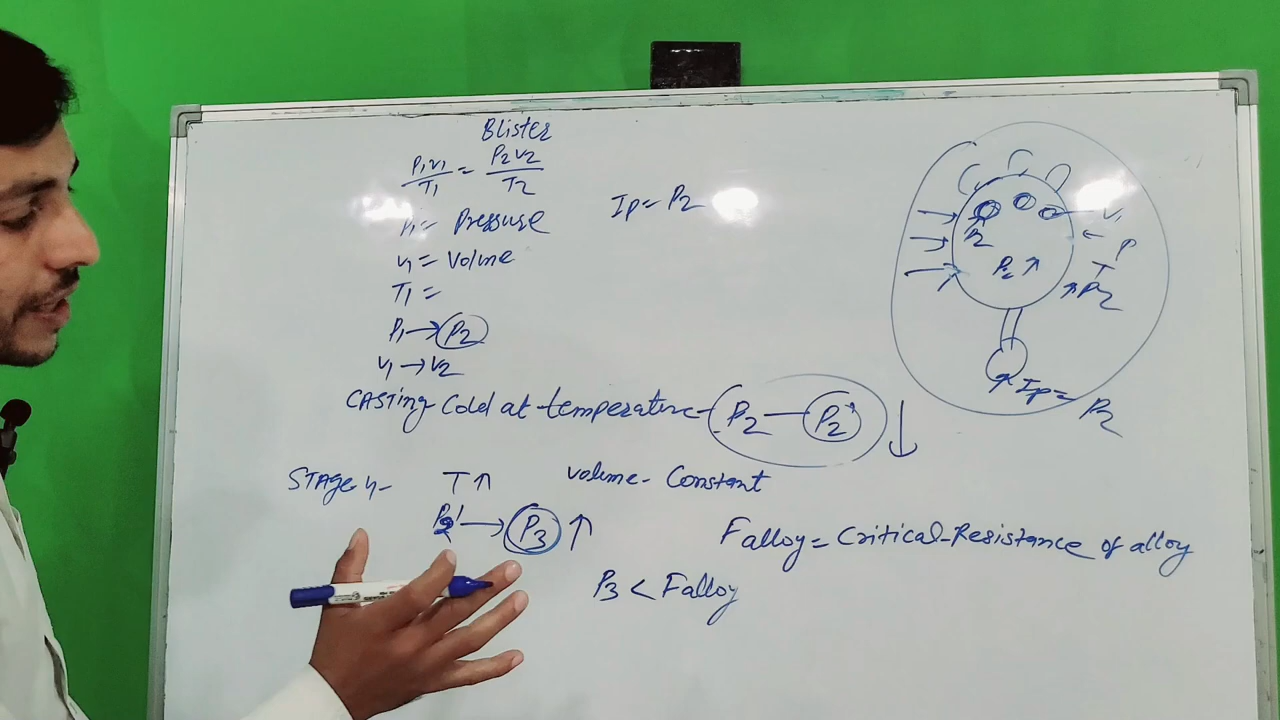 Blister
P1V1/T1 = P2V2/T2
P1 = Pressure
V1 = Volume
T1 =
P1 → P2
V1 → V2
IP = P2
CASTing Cold at temperature P2 — P2'
STAGE 4- T↑ volume - Constant
P2' → P3 ↑
Falloy = Critical-Resistance of alloy
P3 < Falloy
V1
P2
P
P2 ↑
T
↑P2
IP = P2